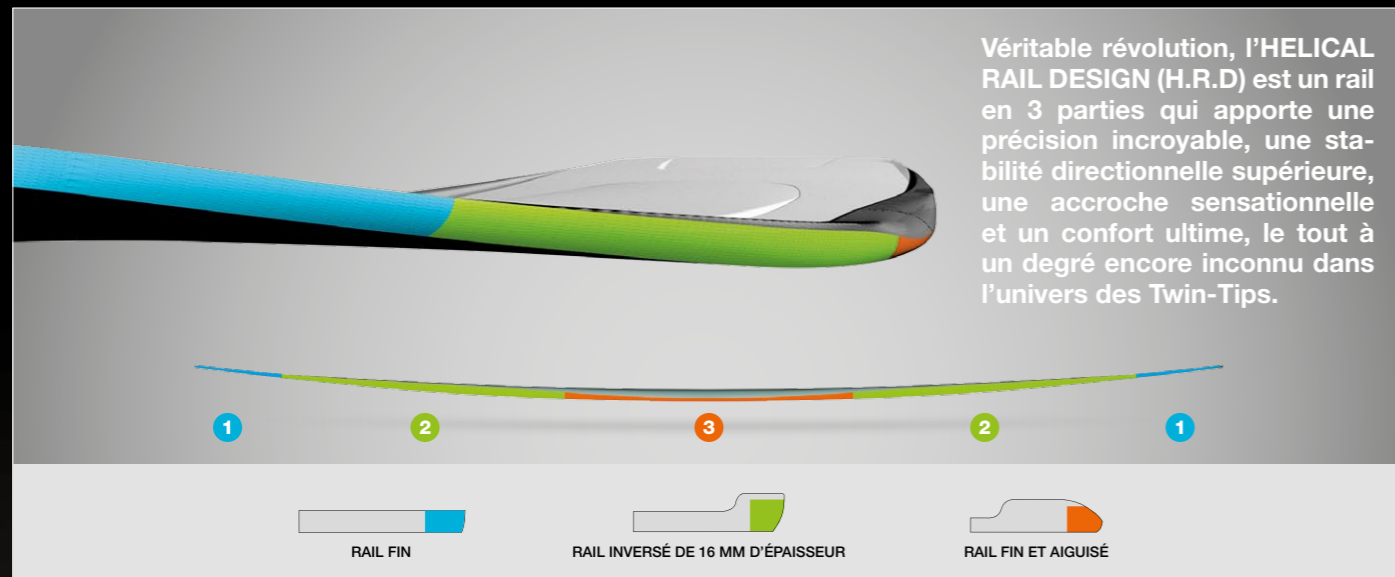 Véritable révolution, l’HELICAL
RAIL DESIGN (H.R.D) est un rail
en 3 parties qui apporte une
précision incroyable, une sta-
bilité directionnelle supérieure,
une accroche sensationnelle
et un confort ultime, le tout à
un degré encore inconnu dans
l’univers des Twin-Tips.
1 2 3 2 1
RAIL FIN
RAIL INVERSÉ DE 16 MM D’ÉPAISSEUR
RAIL FIN ET AIGUISÉ